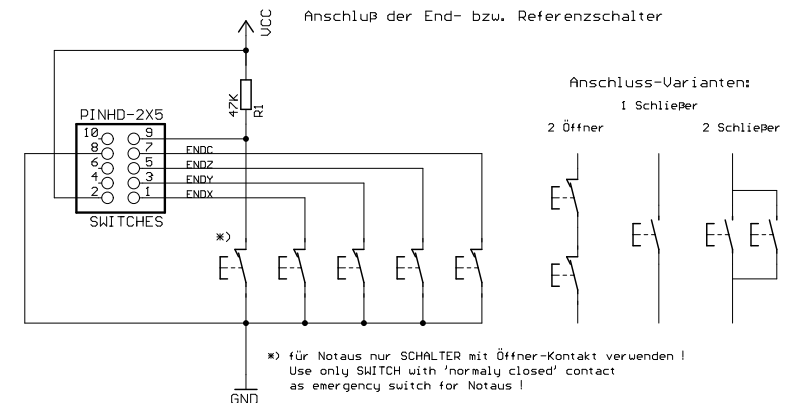 VCC
Anschluß der End- bzw. Referenzschalter
47K
R1
Anschluss-Varianten:
1 Schließer
2 Öffner
2 Schließer
PINHD-2X5
10 9
8 7
6 5
4 3
2 1
ENDC
ENDZ
ENDY
ENDX
SWITCHES
*)
*) für Notaus nur SCHALTER mit Öffner-Kontakt verwenden !
Use only SWITCH with 'normaly closed' contact
as emergency switch for Notaus !
GND